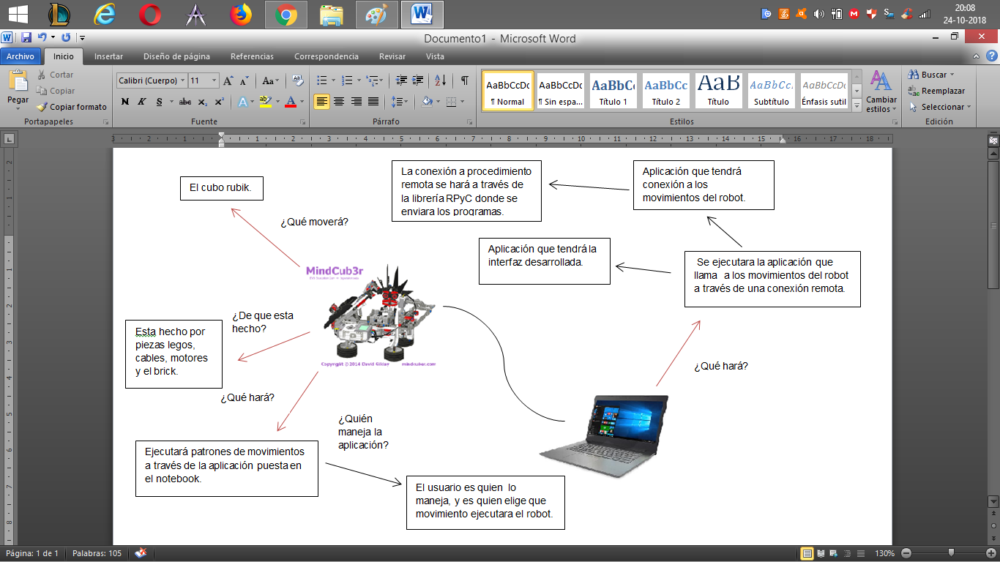 20:08
24-10-2018
Documento1 - Microsoft Word
Archivo Inicio Insertar Diseño de página Referencias Correspondencia Revisar Vista
Pegar
Cortar
Copiar
Copiar formato
Portapapeles
Calibri (Cuerpo) 11
Fuente
Párrafo
AaBbCcDc
¶ Normal
AaBbCcDc
¶ Sin espa...
AaBbCc
Título 1
AaBbCc
Título 2
AaB
Título
AaBbCc.
Subtítulo
AaBbCcDc
Énfasis sutil
Cambiar
estilos
Estilos
Buscar
Reemplazar
Seleccionar
Edición
El cubo rubik.
¿Qué moverá?
La conexión a procedimiento
remota se hará a través de
la librería RPyC donde se
enviara los programas.
Aplicación que tendrá
conexión a los
movimientos del robot.
Aplicación que tendrá la
interfaz desarrollada.
Se ejecutara la aplicación que
llama a los movimientos del robot
a través de una conexión remota.
MindCub3r
¿De que esta
hecho?
Esta hecho por
piezas legos,
cables, motores
y el brick.
Copyright © 2014 David Gilday mindcuber.com
¿Qué hará?
¿Qué hará?
¿Quién
maneja la
aplicación?
Ejecutará patrones de movimientos
a través de la aplicación puesta en
el notebook.
El usuario es quien lo
maneja, y es quien elige que
movimiento ejecutara el robot.
Página: 1 de 1 Palabras: 105 130%